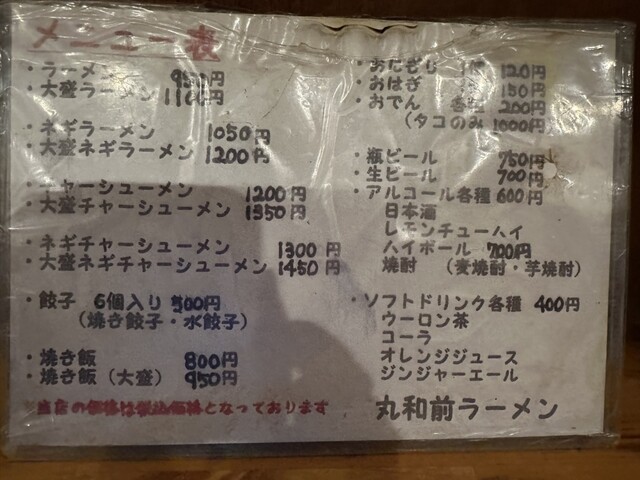 メニュー表
・ラーメン 950円
・大盛ラーメン 1100円
・ネギラーメン 1050円
・大盛ネギラーメン 1200円
・チャーシューメン 1200円
・大盛チャーシューメン 1350円
・ネギチャーシューメン 1300円
・大盛ネギチャーシューメン 1450円
・餃子 6個入り 500円
(焼き餃子・水餃子)
・焼き飯 800円
・焼き飯(大盛) 950円
※当店の価格は税込価格となっております
・おにぎり 120円
・おはぎ 150円
・おでん 各種 200円
(タコのみ 1000円
・瓶ビール 750円
・生ビール 700円
・アルコール各種 600円
日本酒
レモンチューハイ
ハイボール 700円
焼酎 (麦焼酎・芋焼酎)
・ソフトドリンク各種 400円
ウーロン茶
コーラ
オレンジジュース
ジンジャーエール
丸和前ラーメン